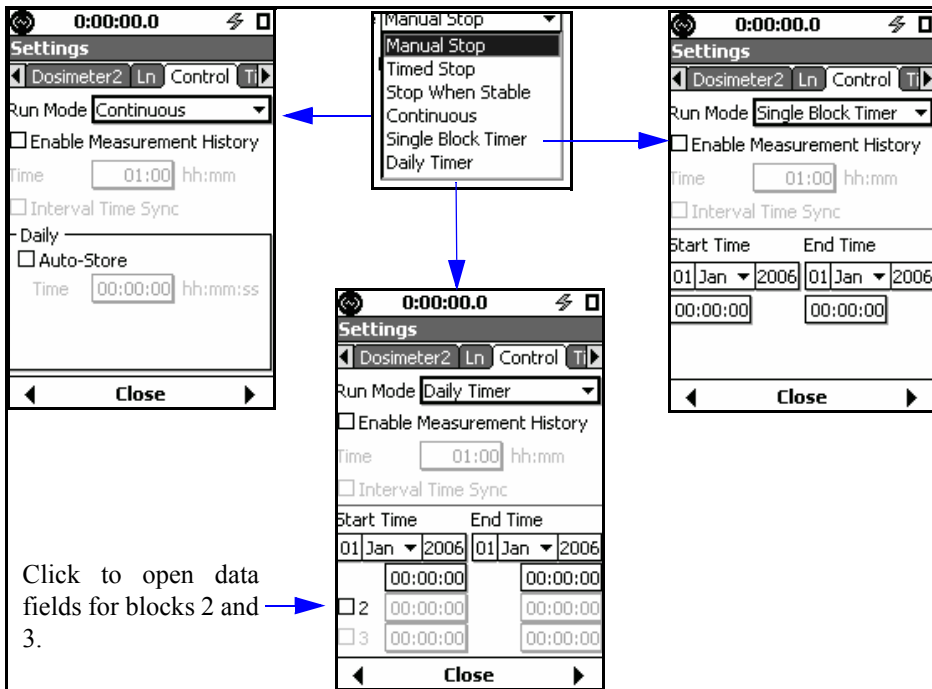 0:00:00.0
Settings
Dosimeter2 Ln Control Ti
Run Mode Continuous
Enable Measurement History
Time 01:00 hh:mm
Interval Time Sync
Daily
Auto-Store
Time 00:00:00 hh:mm:ss
Close
Manual Stop
Manual Stop
Timed Stop
Stop When Stable
Continuous
Single Block Timer
Daily Timer
0:00:00.0
Settings
Dosimeter2 Ln Control Ti
Run Mode Single Block Timer
Enable Measurement History
Time 01:00 hh:mm
Interval Time Sync
Start Time End Time
01 Jan 2006 01 Jan 2006
00:00:00 00:00:00
Close
0:00:00.0
Settings
Dosimeter2 Ln Control Ti
Run Mode Daily Timer
Enable Measurement History
Time 01:00 hh:mm
Interval Time Sync
Start Time End Time
01 Jan 2006 01 Jan 2006
00:00:00 00:00:00
2 00:00:00 00:00:00
3 00:00:00 00:00:00
Close
Click to open data
fields for blocks 2 and
3.